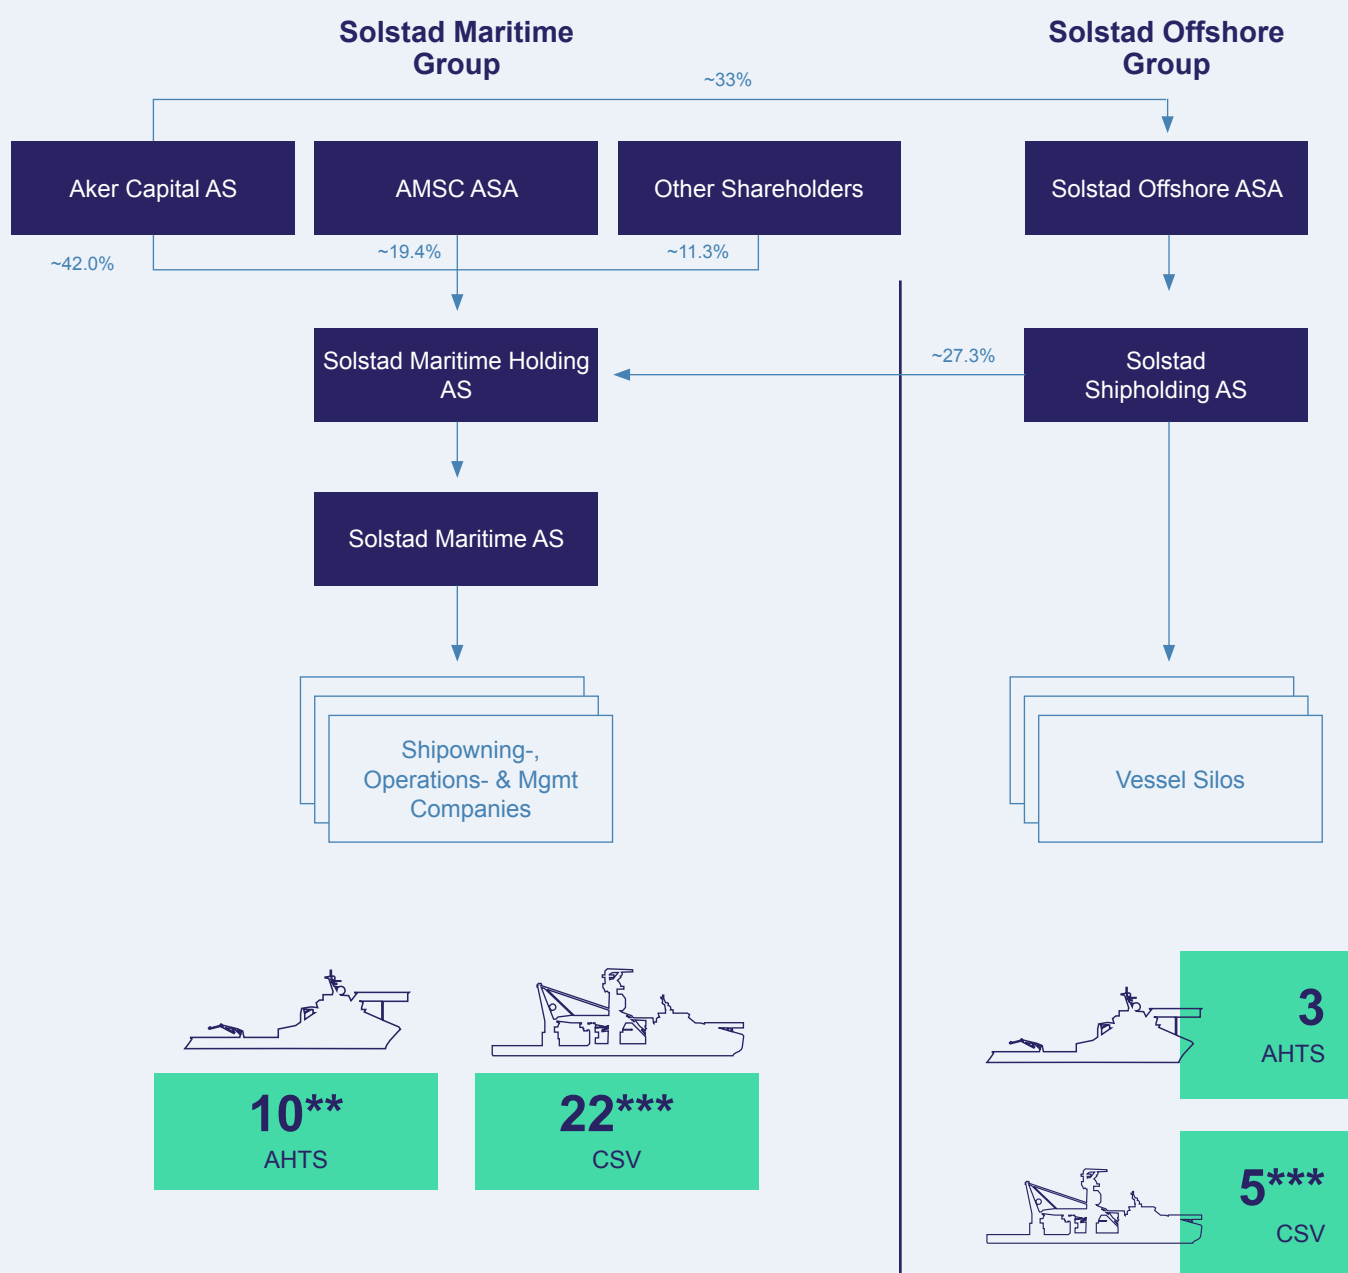 Solstad Maritime
Group
Solstad Offshore
Group
~33%
Aker Capital AS
AMSC ASA
Other Shareholders
Solstad Offshore ASA
~42.0%
~19.4%
~11.3%
Solstad Maritime Holding
AS
~27.3%
Solstad
Shipholding AS
Solstad Maritime AS
Shipowning-,
Operations- & Mgmt
Companies
Vessel Silos
10**
AHTS
22***
CSV
3
AHTS
5***
CSV